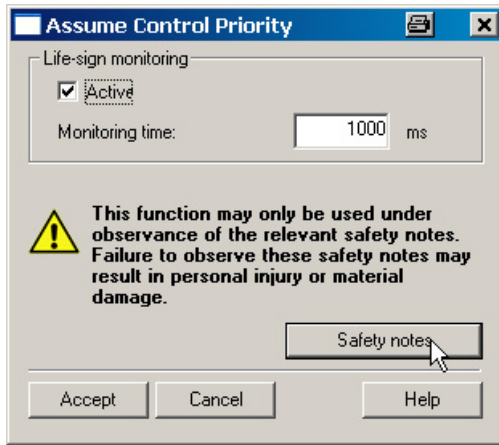 Assume Control Priority
Life-sign monitoring
Active
Monitoring time: 1000 ms
This function may only be used under
observance of the relevant safety notes.
Failure to observe these safety notes may
result in personal injury or material
damage.
Safety notes
Accept Cancel Help